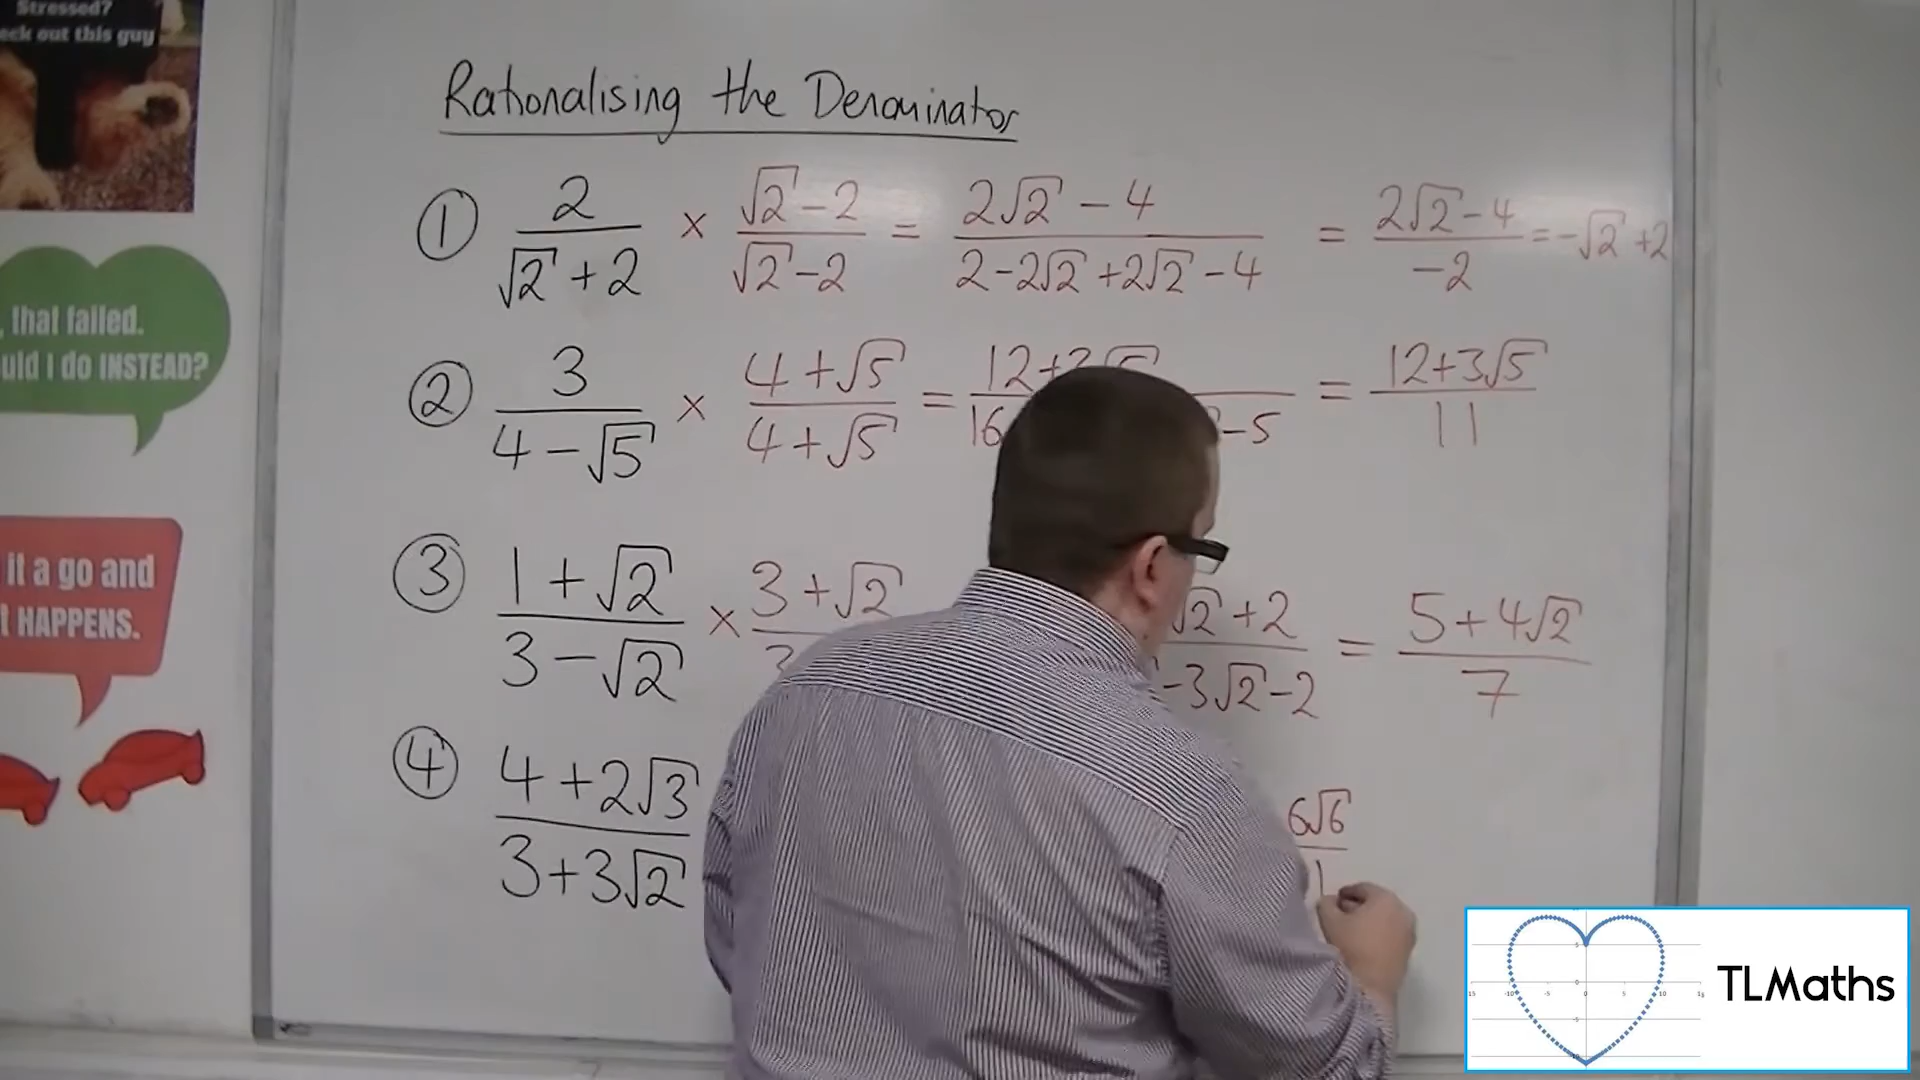 Stressed?
eck out this guy
, that failed.
uld I do INSTEAD?
it a go and
HAPPENS.
Rationalising the Denominator
① 2/(√2+2) × (√2-2)/(√2-2) = (2√2-4)/(2-2√2+2√2-4) = (2√2-4)/-2 = -√2+2
② 3/(4-√5) × (4+√5)/(4+√5) = 12+3√5 / 16 -5 = (12+3√5)/11
③ (1+√2)/(3-√2) × 3+√2 / 3 √2+2 / -3√2-2 = (5+4√2)/7
④ (4+2√3)/(3+3√2) 6√6
TLMaths